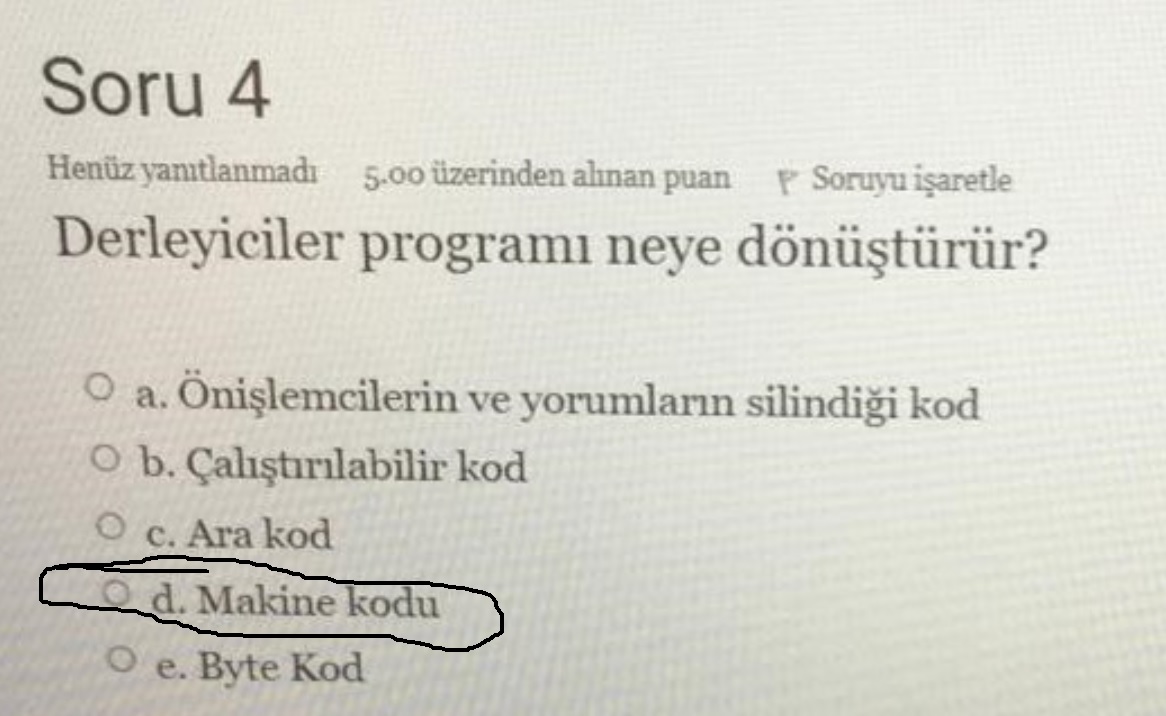 Soru 4
Henüz yanıtlanmadı 5.00 üzerinden alınan puan Soruyu işaretle
Derleyiciler programı neye dönüştürür?
a. Önişlemcilerin ve yorumların silindiği kod
b. Çalıştırılabilir kod
c. Ara kod
d. Makine kodu
e. Byte Kod